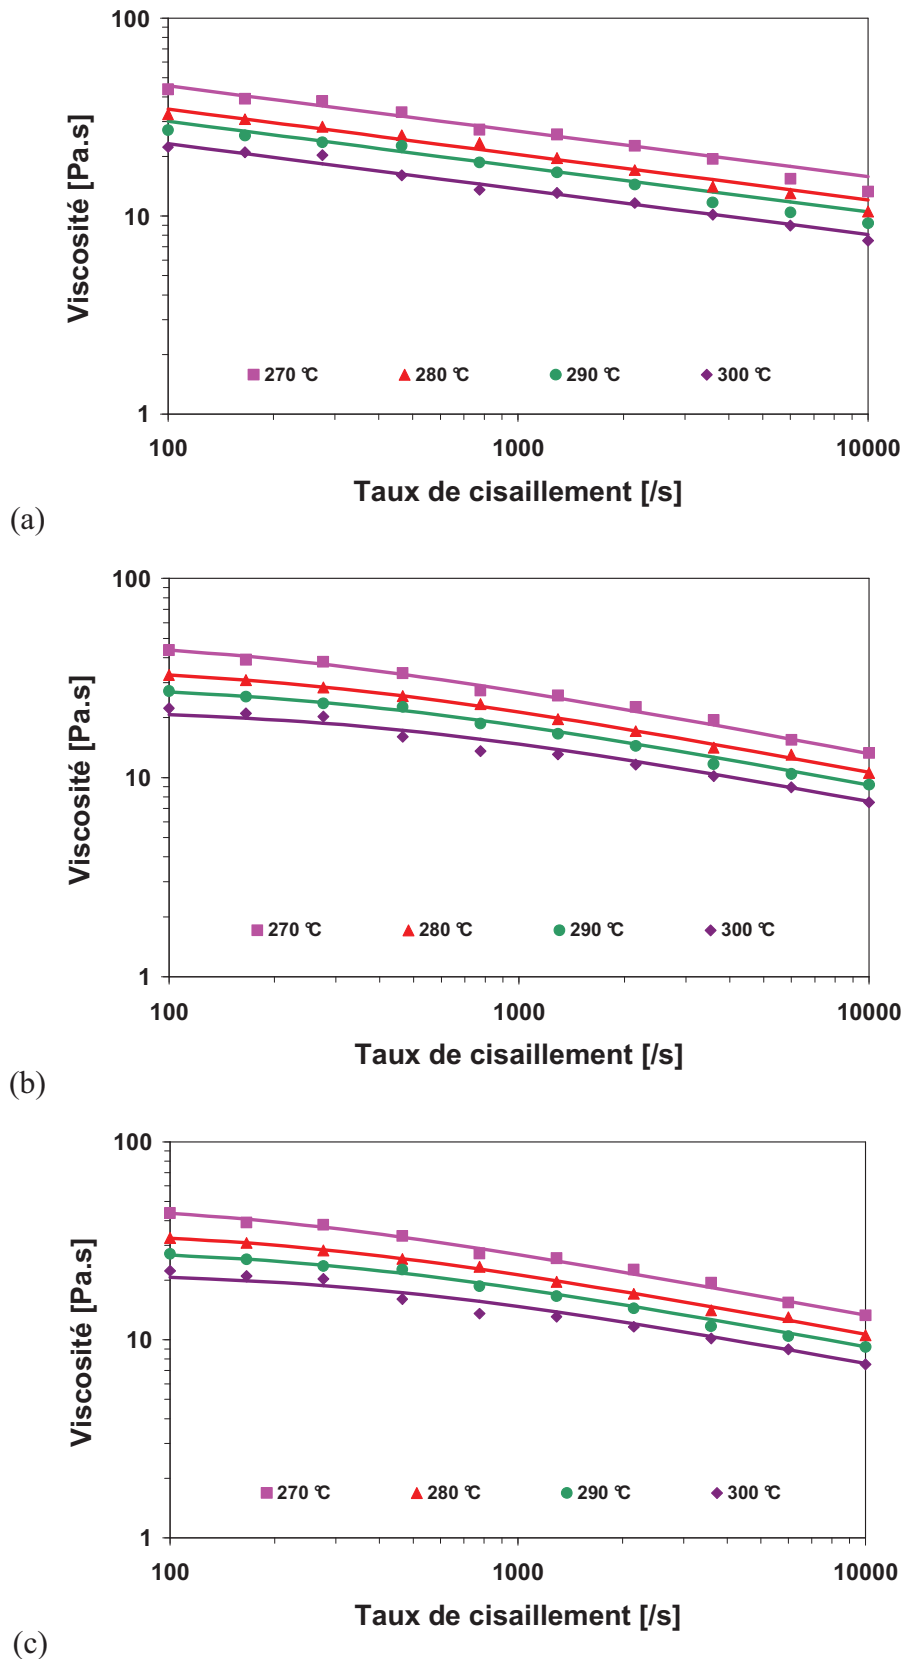 100
10
1
Viscosité [Pa.s]
270 °C 280 °C 290 °C 300 °C
100 1000 10000
Taux de cisaillement [/s]
(a)
100
10
1
Viscosité [Pa.s]
270 °C 280 °C 290 °C 300 °C
100 1000 10000
Taux de cisaillement [/s]
(b)
100
10
1
Viscosité [Pa.s]
270 °C 280 °C 290 °C 300 °C
100 1000 10000
Taux de cisaillement [/s]
(c)